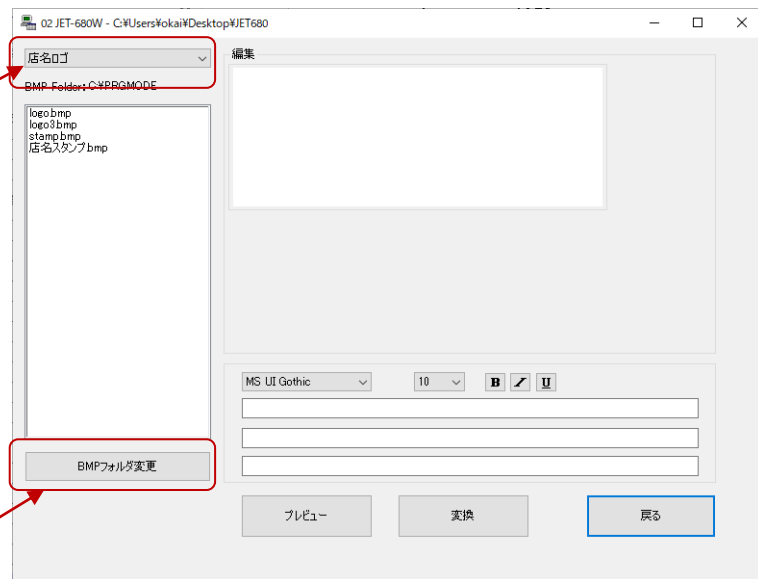 02 JET-680W - C:¥Users¥okai¥Desktop¥JET680
店名ロゴ
BMP Folder: C:¥PRGMODE
logo.bmp
logo3.bmp
stamp.bmp
店名スタンプ.bmp
BMPフォルダ変更
編集
MS UI Gothic
10
B I U
プレビュー
変換
戻る